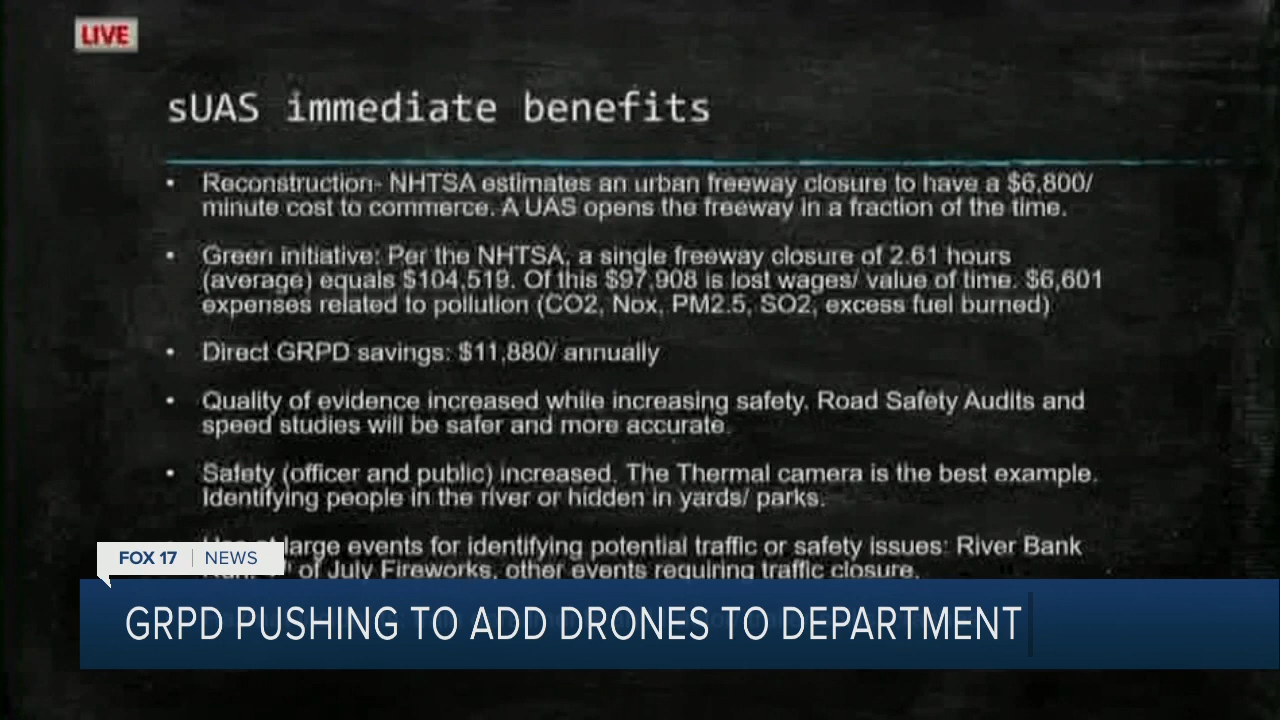 LIVE
sUAS immediate benefits
• Reconstruction- NHTSA estimates an urban freeway closure to have a $6,800/
minute cost to commerce. A UAS opens the freeway in a fraction of the time.
• Green initiative: Per the NHTSA, a single freeway closure of 2.61 hours
(average) equals $104,519. Of this $97,908 is lost wages/ value of time. $6,601
expenses related to pollution (CO2, Nox, PM2.5, SO2, excess fuel burned)
• Direct GRPD savings: $11,880/ annually
• Quality of evidence increased while increasing safety. Road Safety Audits and
speed studies will be safer and more accurate.
• Safety (officer and public) increased. The Thermal camera is the best example.
Identifying people in the river or hidden in yards/ parks.
large events for identifying potential traffic or safety issues: River Bank
of July Fireworks, other events requiring traffic closure.
FOX 17 NEWS
GRPD PUSHING TO ADD DRONES TO DEPARTMENT